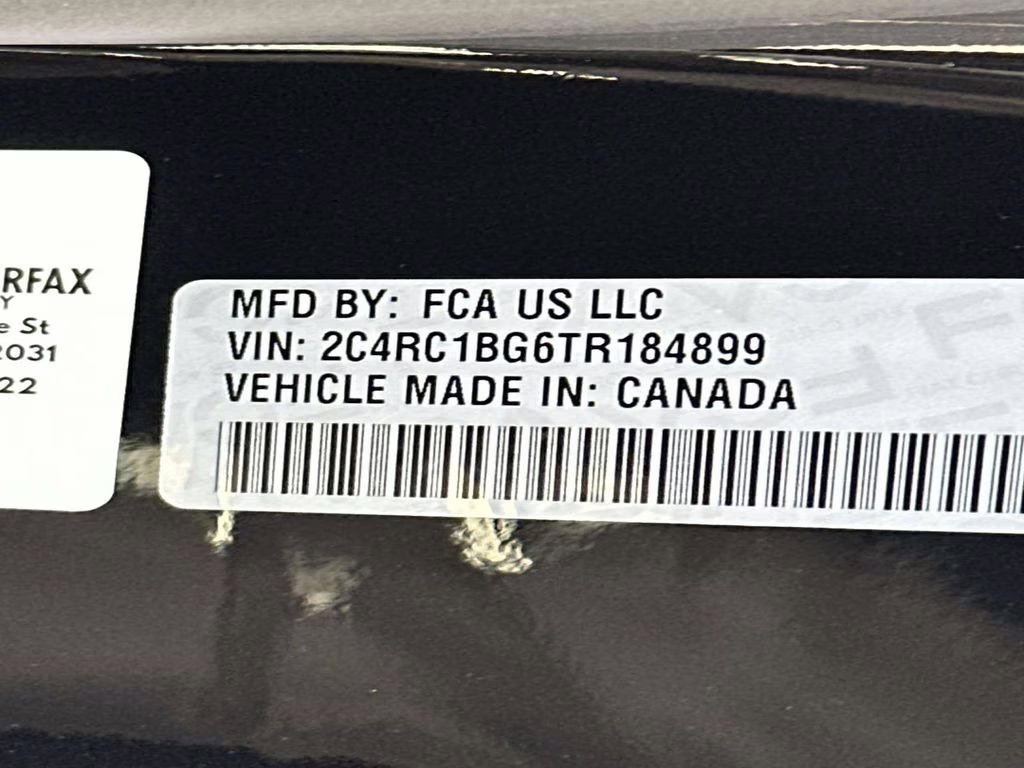 RFAX
Y
e St
2031
22
MFD BY: FCA US LLC
VIN: 2C4RC1BG6TR184899
VEHICLE MADE IN: CANADA